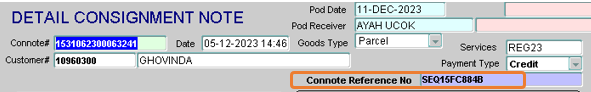 DETAIL CONSIGNMENT NOTE
Pod Date 11-DEC-2023
Pod Receiver AYAH UCOK
Connote# 1531062300063241 Date 05-12-2023 14:46 Goods Type Parcel Services REG23
Customer# 10960300 GHOVINDA Payment Type Credit
Connote Reference No SEQ15FC884B